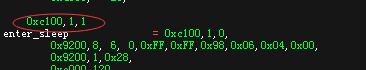 0xc100,1,1
enter_sleep = 0xc100,1,0,
0x9200,8, 6, 0,0xFF,0xFF,0x98,0x06,0x04,0x00,
0x9200,1,0x28,